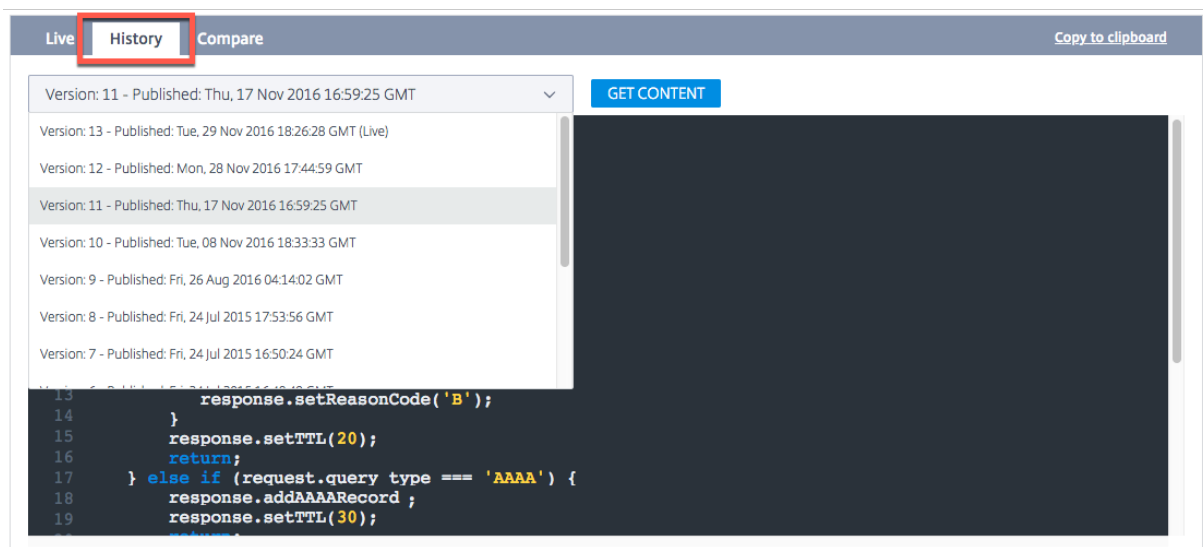 Live History Compare Copy to clipboard
Version: 11 - Published: Thu, 17 Nov 2016 16:59:25 GMT GET CONTENT
Version: 13 - Published: Tue, 29 Nov 2016 18:26:28 GMT (Live)
Version: 12 - Published: Mon, 28 Nov 2016 17:44:59 GMT
Version: 11 - Published: Thu, 17 Nov 2016 16:59:25 GMT
Version: 10 - Published: Tue, 08 Nov 2016 18:33:33 GMT
Version: 9 - Published: Fri, 26 Aug 2016 04:14:02 GMT
Version: 8 - Published: Fri, 24 Jul 2015 17:53:56 GMT
Version: 7 - Published: Fri, 24 Jul 2015 16:50:24 GMT
13 response.setReasonCode('B');
14 }
15 response.setTTL(20);
16 return;
17 } else if (request.query type === 'AAAA') {
18 response.addAAAARecord ;
19 response.setTTL(30);